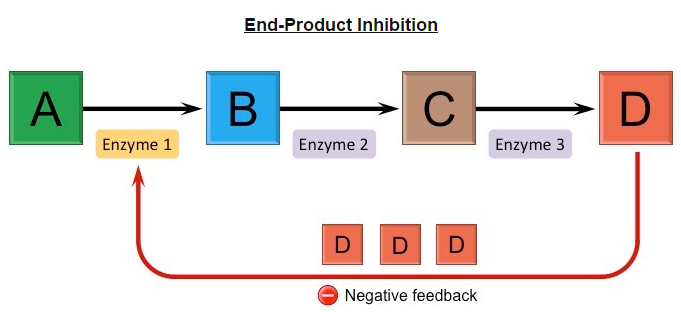 End-Product Inhibition
A B C D
Enzyme 1 Enzyme 2 Enzyme 3
D D D
Negative feedback